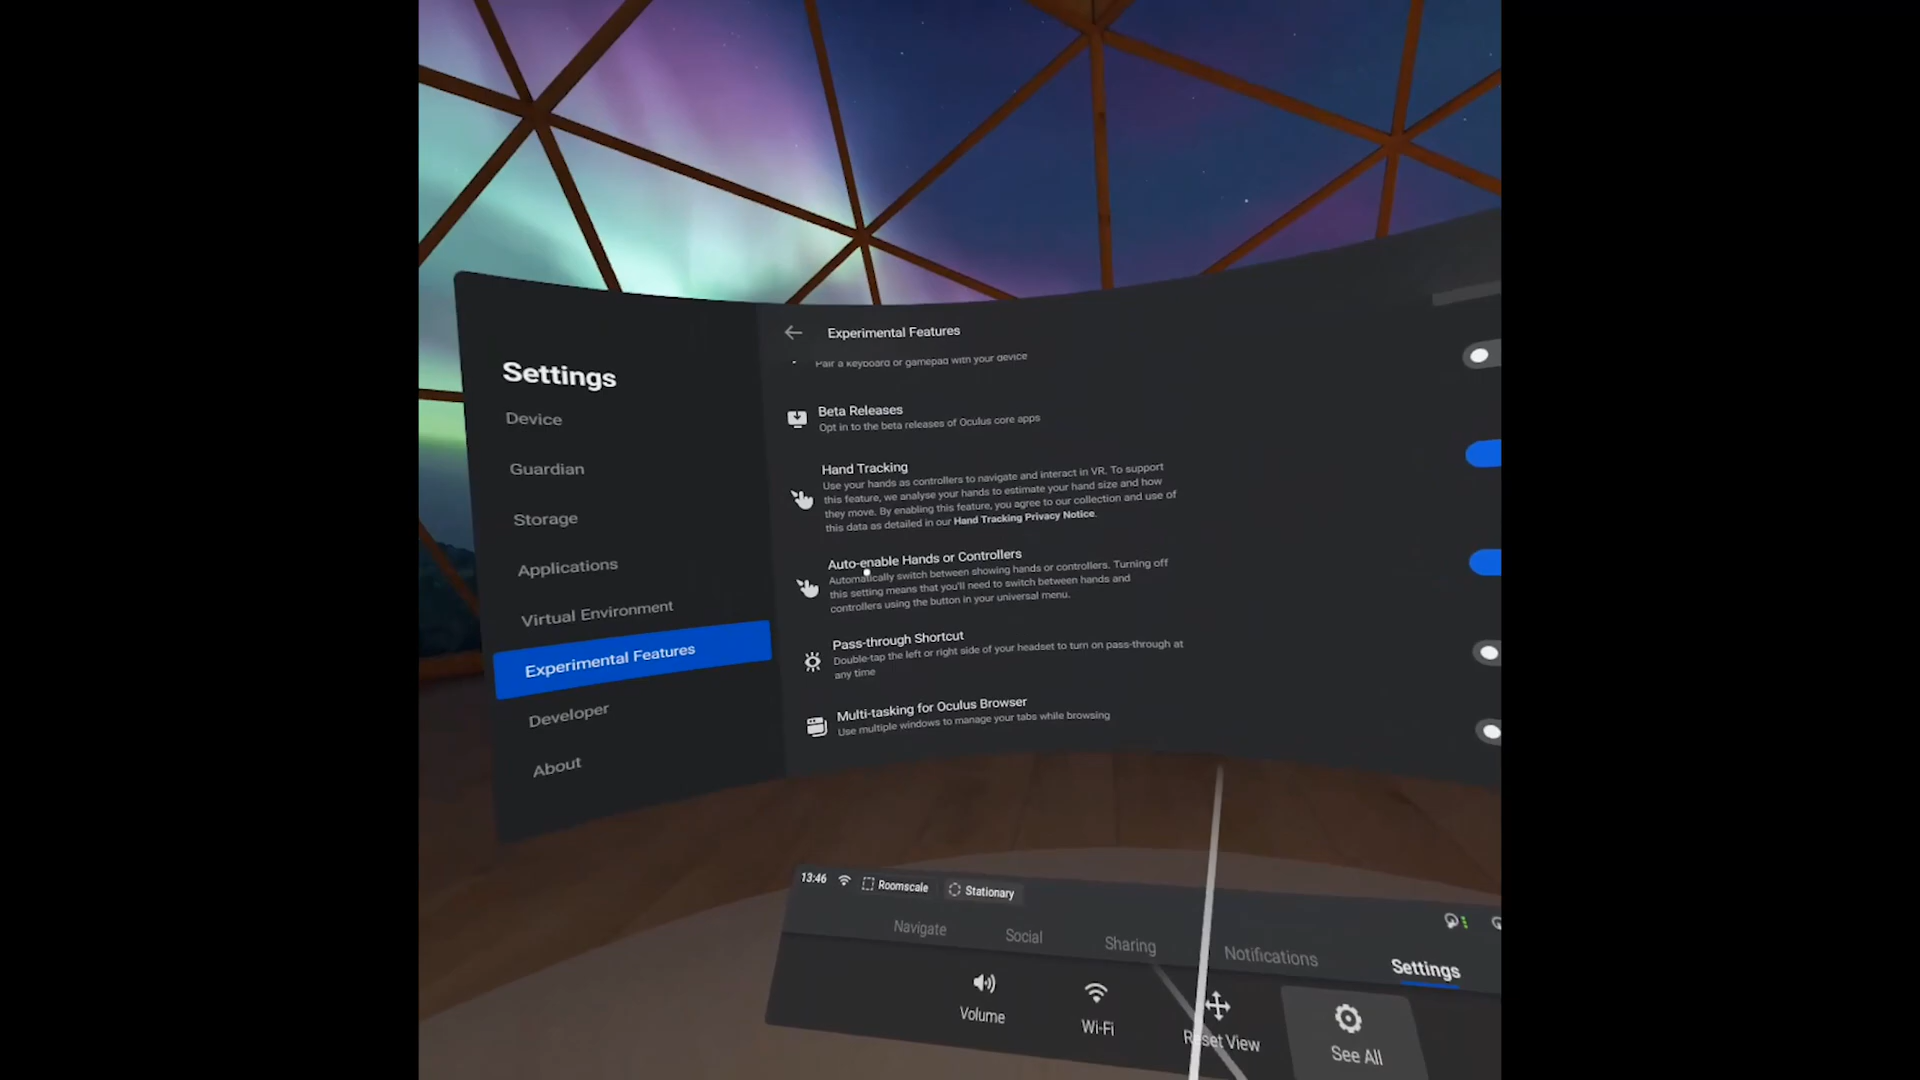 Settings
Device
Guardian
Storage
Applications
Virtual Environment
Experimental Features
Developer
About
Experimental Features
Pair a keyboard or gamepad with your device
Beta Releases
Opt in to the beta releases of Oculus core apps
Hand Tracking
Use your hands as controllers to navigate and interact in VR. To support
this feature, we analyse your hands to estimate your hand size and how
they move. By enabling this feature, you agree to our collection and use of
this data as detailed in our Hand Tracking Privacy Notice.
Auto-enable Hands or Controllers
Automatically switch between showing hands or controllers. Turning off
this setting means that you'll need to switch between hands and
controllers using the button in your universal menu.
Pass-through Shortcut
Double-tap the left or right side of your headset to turn on pass-through at
any time
Multi-tasking for Oculus Browser
Use multiple windows to manage your tabs while browsing
13:46 Roomscale Stationary
Navigate Social Sharing Notifications Settings
Volume Wi-Fi Reset View See All